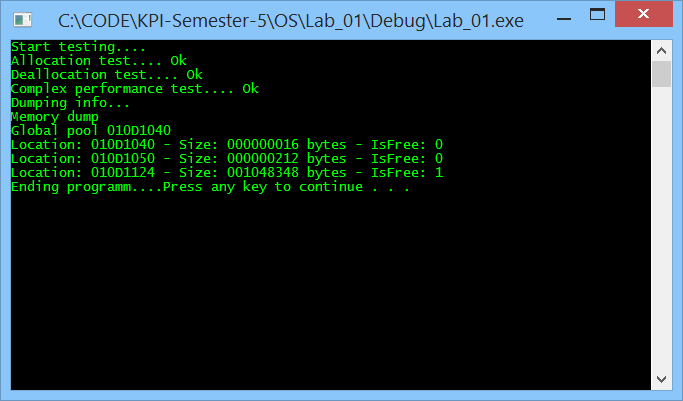 C:\CODE\KPI-Semester-5\OS\Lab_01\Debug\Lab_01.exe
Start testing....
Allocation test.... Ok
Deallocation test.... Ok
Complex performance test.... Ok
Dumping info...
Memory dump
Global pool 010D1040
Location: 010D1040 - Size: 000000016 bytes - IsFree: 0
Location: 010D1050 - Size: 000000212 bytes - IsFree: 0
Location: 010D1124 - Size: 001048348 bytes - IsFree: 1
Ending programm....Press any key to continue . . .